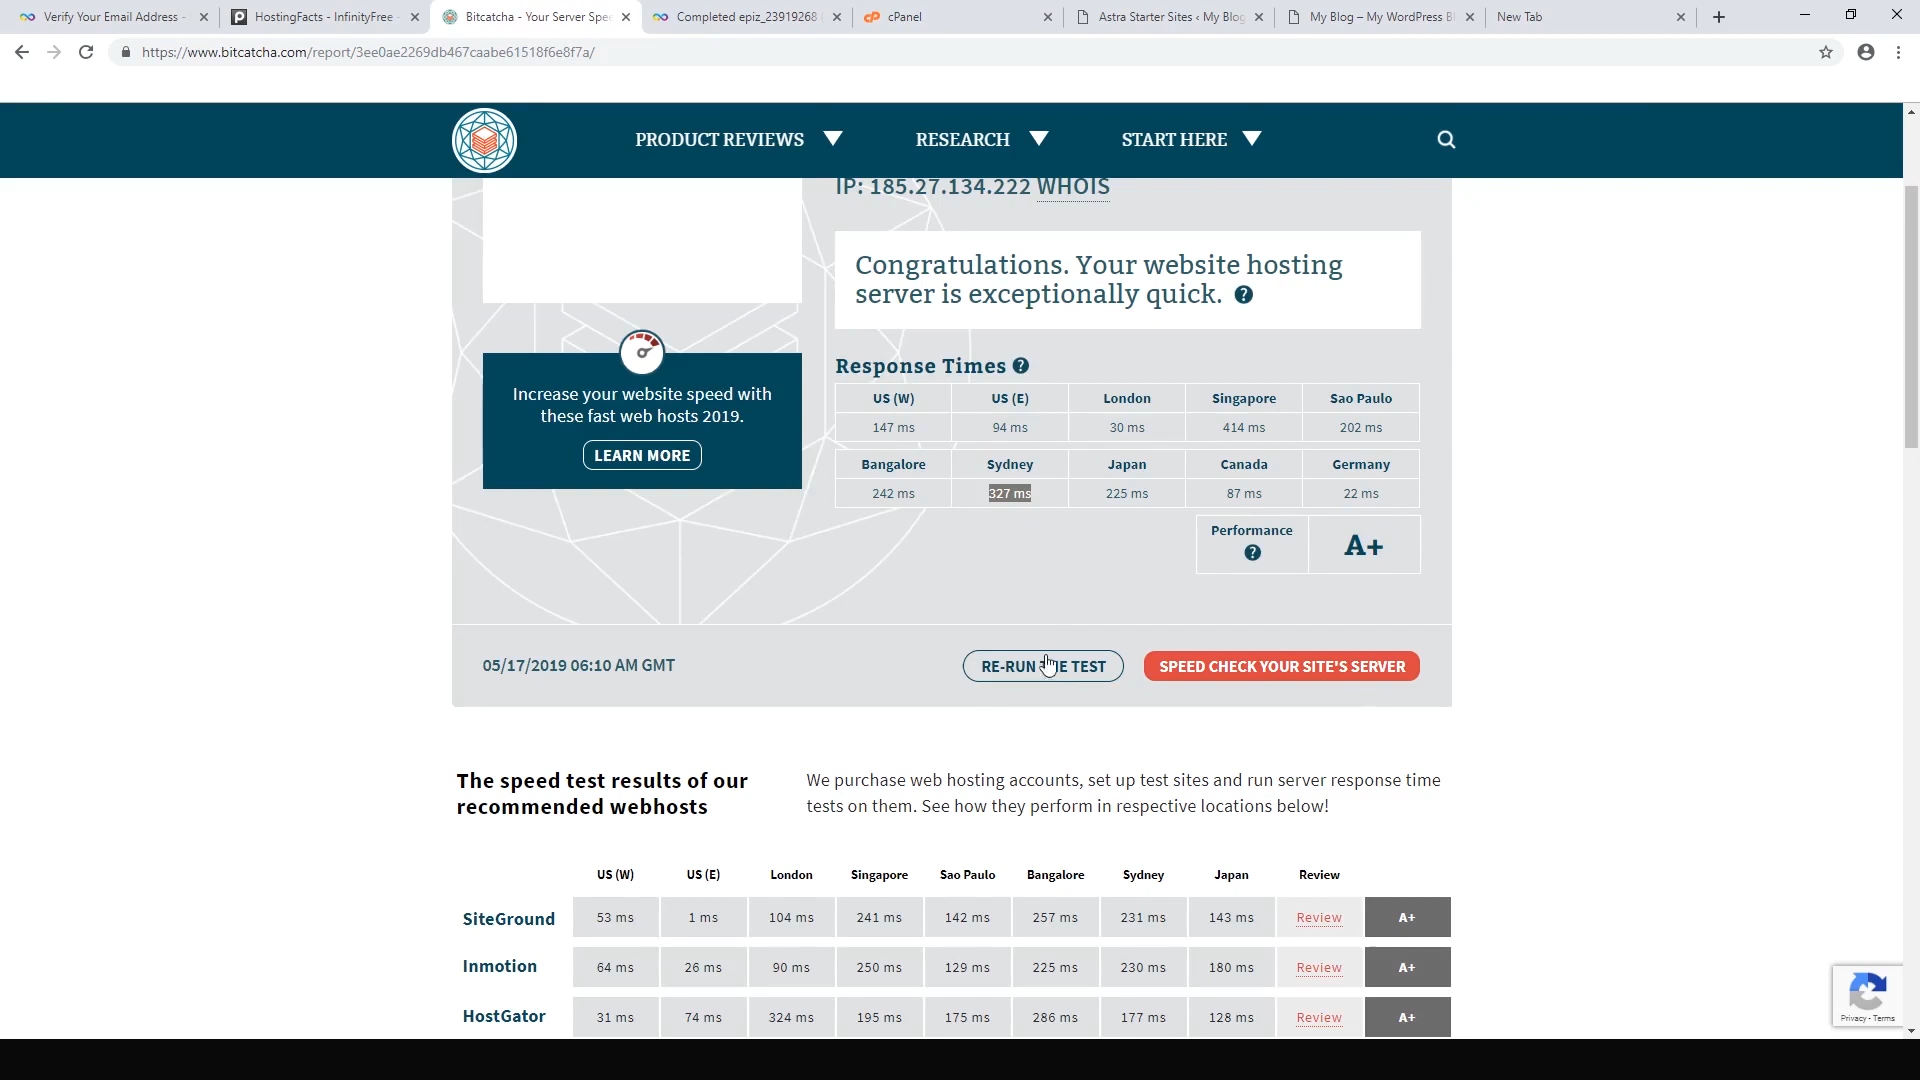 Verify Your Email Address -
HostingFacts - InfinityFree -
Bitcatcha - Your Server Spee
Completed epiz_23919268 (
cP cPanel
Astra Starter Sites ‹ My Blog
My Blog – My WordPress Bl
New Tab
https://www.bitcatcha.com/report/3ee0ae2269db467caabe61518f6e8f7a/
PRODUCT REVIEWS
RESEARCH
START HERE
IP: 185.27.134.222 WHOIS
Congratulations. Your website hosting
server is exceptionally quick. ?
Increase your website speed with
these fast web hosts 2019.
LEARN MORE
Response Times ?
US (W) US (E) London Singapore Sao Paulo
147 ms 94 ms 30 ms 414 ms 202 ms
Bangalore Sydney Japan Canada Germany
242 ms 327 ms 225 ms 87 ms 22 ms
Performance
?
A+
05/17/2019 06:10 AM GMT
RE-RUN TEST
SPEED CHECK YOUR SITE'S SERVER
The speed test results of our
recommended webhosts
We purchase web hosting accounts, set up test sites and run server response time
tests on them. See how they perform in respective locations below!
US (W) US (E) London Singapore Sao Paulo Bangalore Sydney Japan Review
SiteGround 53 ms 1 ms 104 ms 241 ms 142 ms 257 ms 231 ms 143 ms Review A+
Inmotion 64 ms 26 ms 90 ms 250 ms 129 ms 225 ms 230 ms 180 ms Review A+
HostGator 31 ms 74 ms 324 ms 195 ms 175 ms 286 ms 177 ms 128 ms Review A+
Privacy - Terms